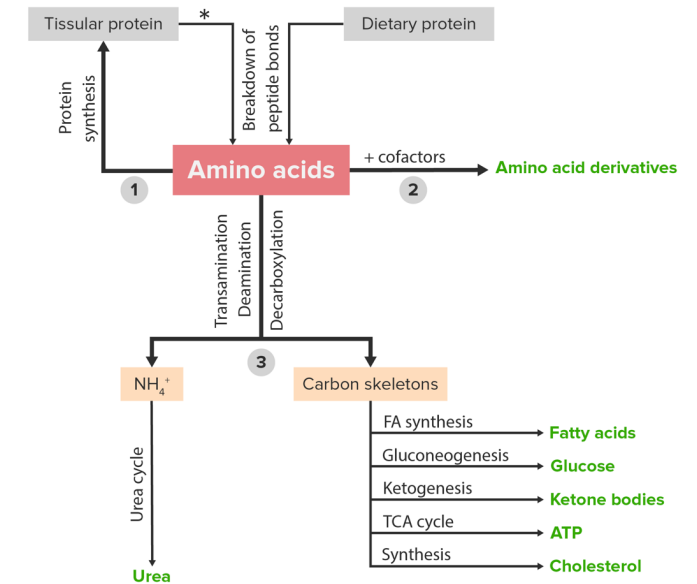 Tissular protein
*
Dietary protein
Protein
synthesis
Breakdown of
peptide bonds
Amino acids
+ cofactors
Amino acid derivatives
1
2
Transamination
Deamination
Decarboxylation
3
NH₄⁺
Carbon skeletons
Urea cycle
FA synthesis
Fatty acids
Gluconeogenesis
Glucose
Ketogenesis
Ketone bodies
TCA cycle
ATP
Synthesis
Cholesterol
Urea